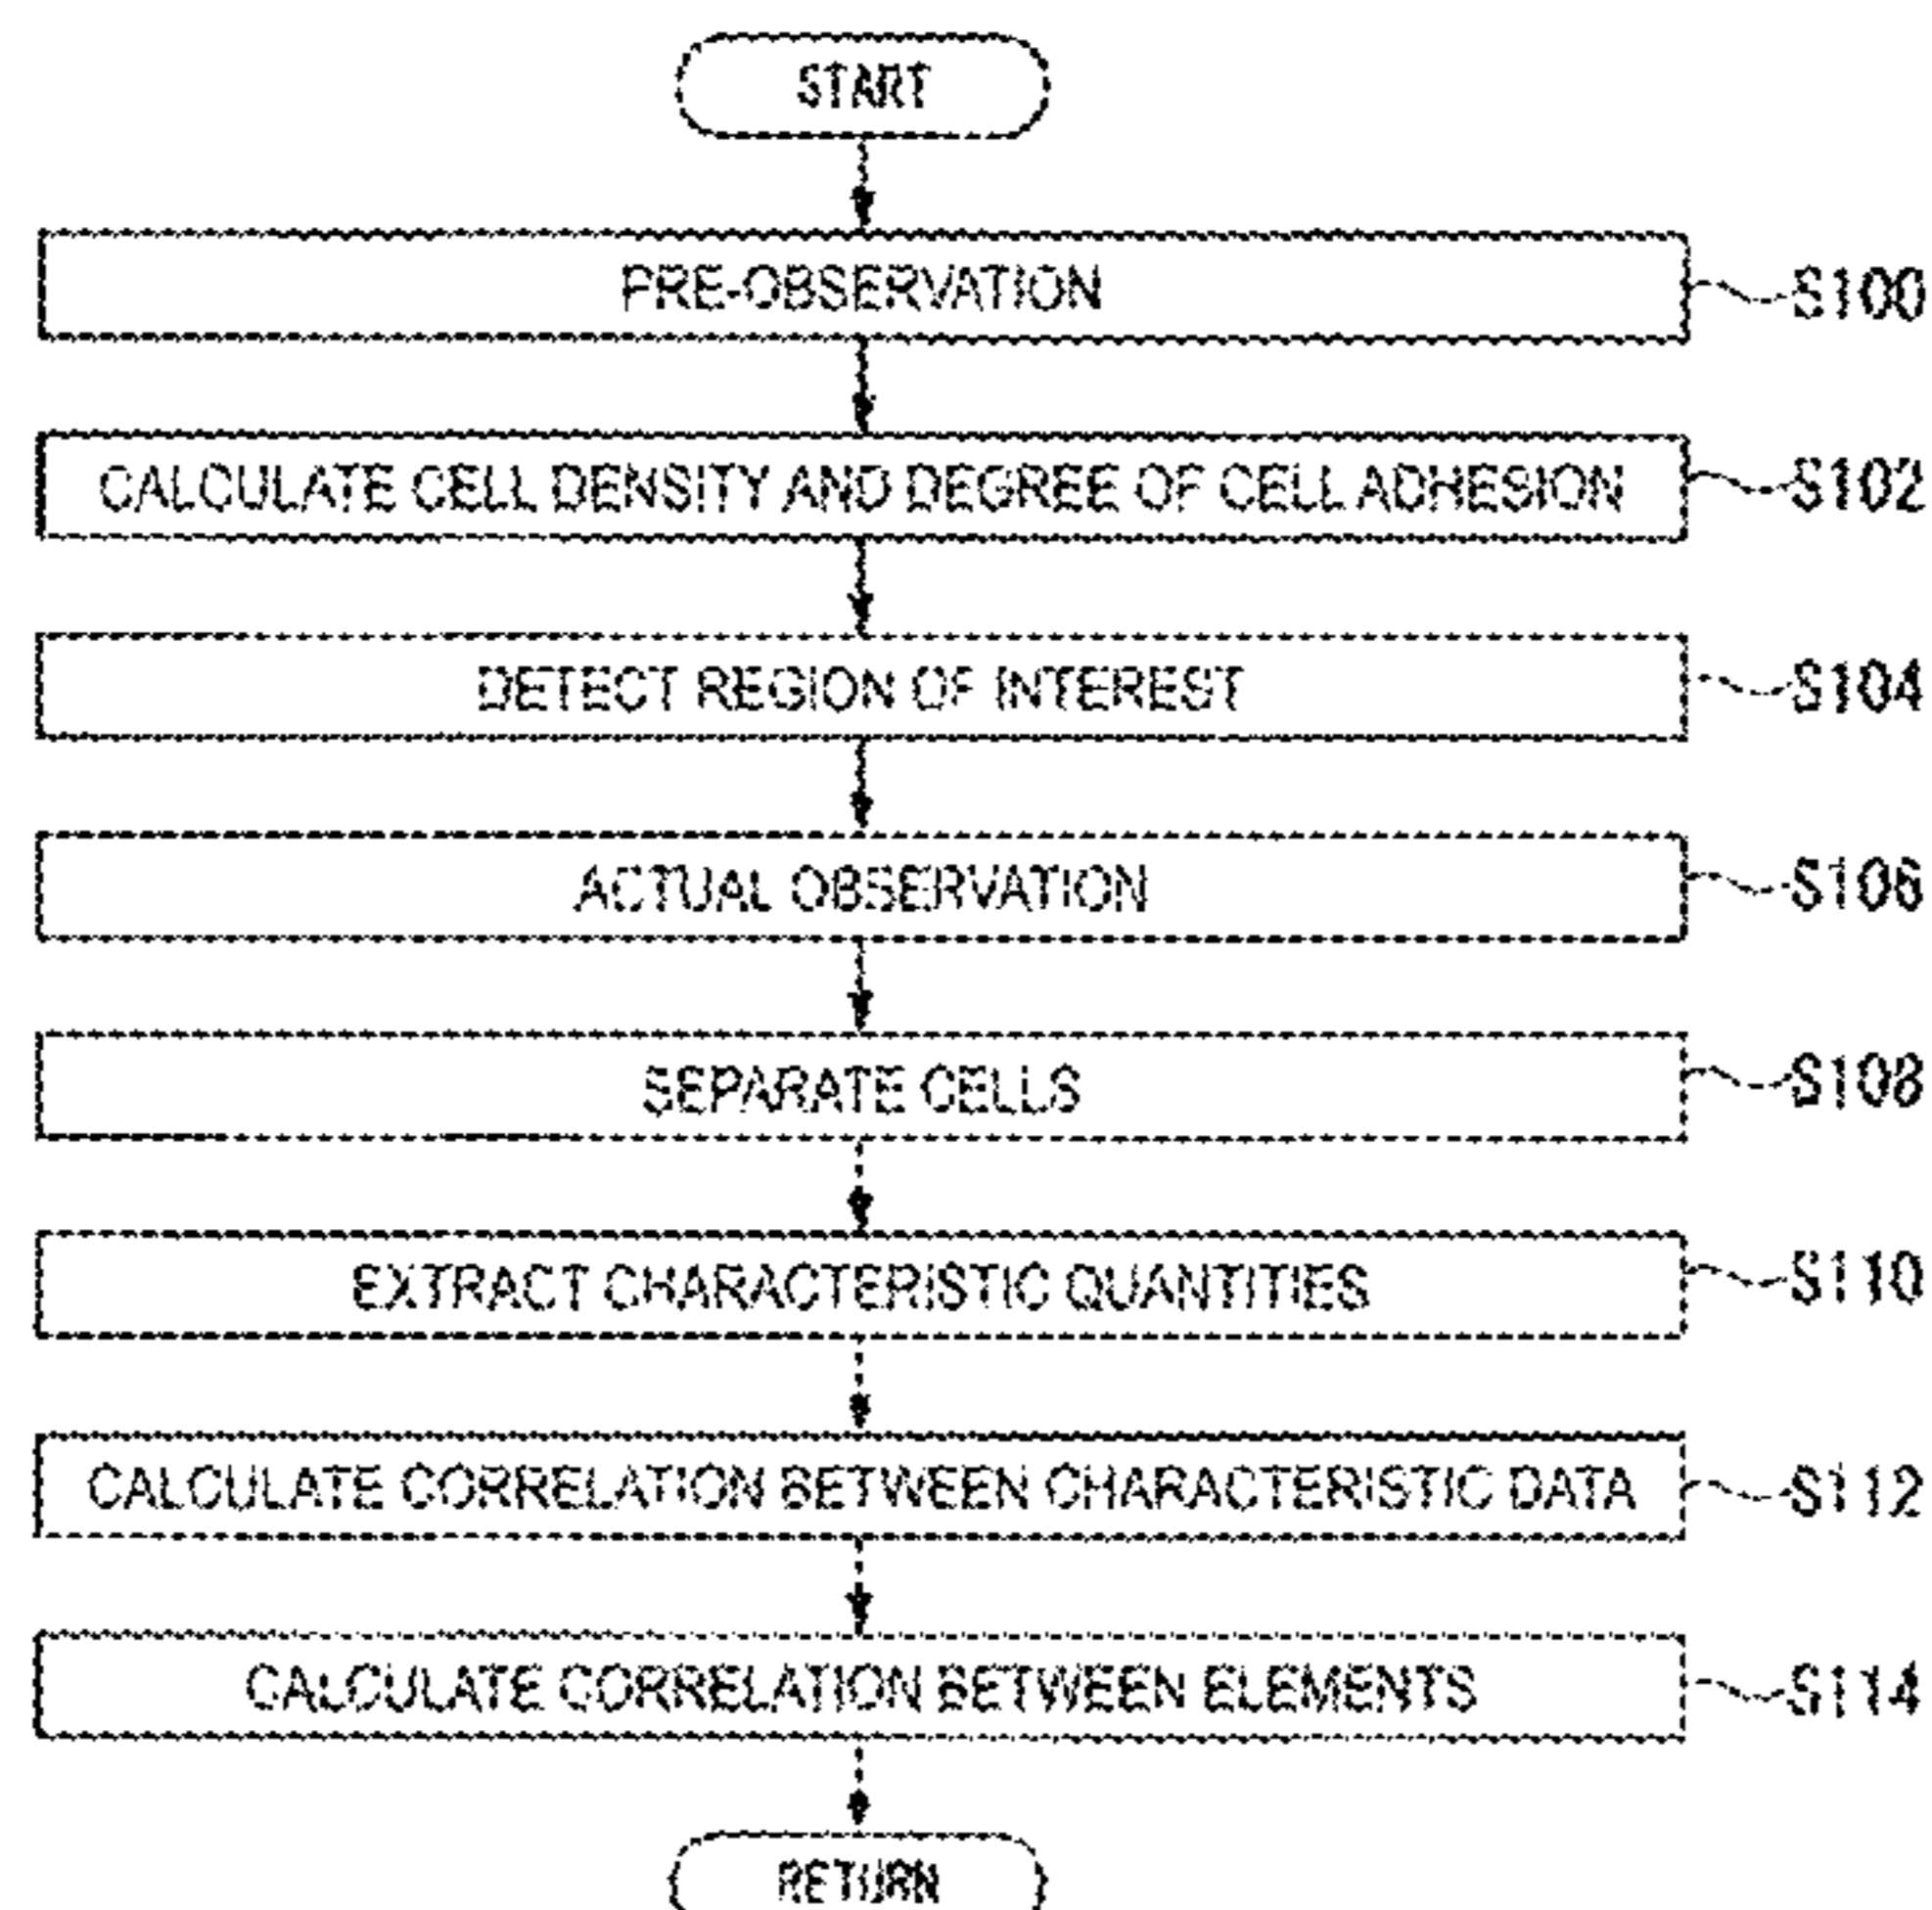 START
PRE-OBSERVATION
S100
CALCULATE CELL DENSITY AND DEGREE OF CELL ADHESION
S102
DETECT REGION OF INTEREST
S104
ACTUAL OBSERVATION
S106
SEPARATE CELLS
S108
EXTRACT CHARACTERISTIC QUANTITIES
S110
CALCULATE CORRELATION BETWEEN CHARACTERISTIC DATA
S112
CALCULATE CORRELATION BETWEEN ELEMENTS
S114
RETURN